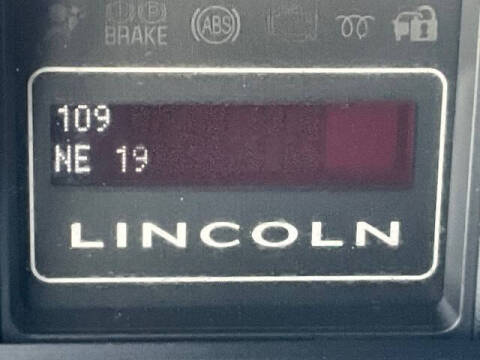 BRAKE (ABS)
109
NE 19
LINCOLN